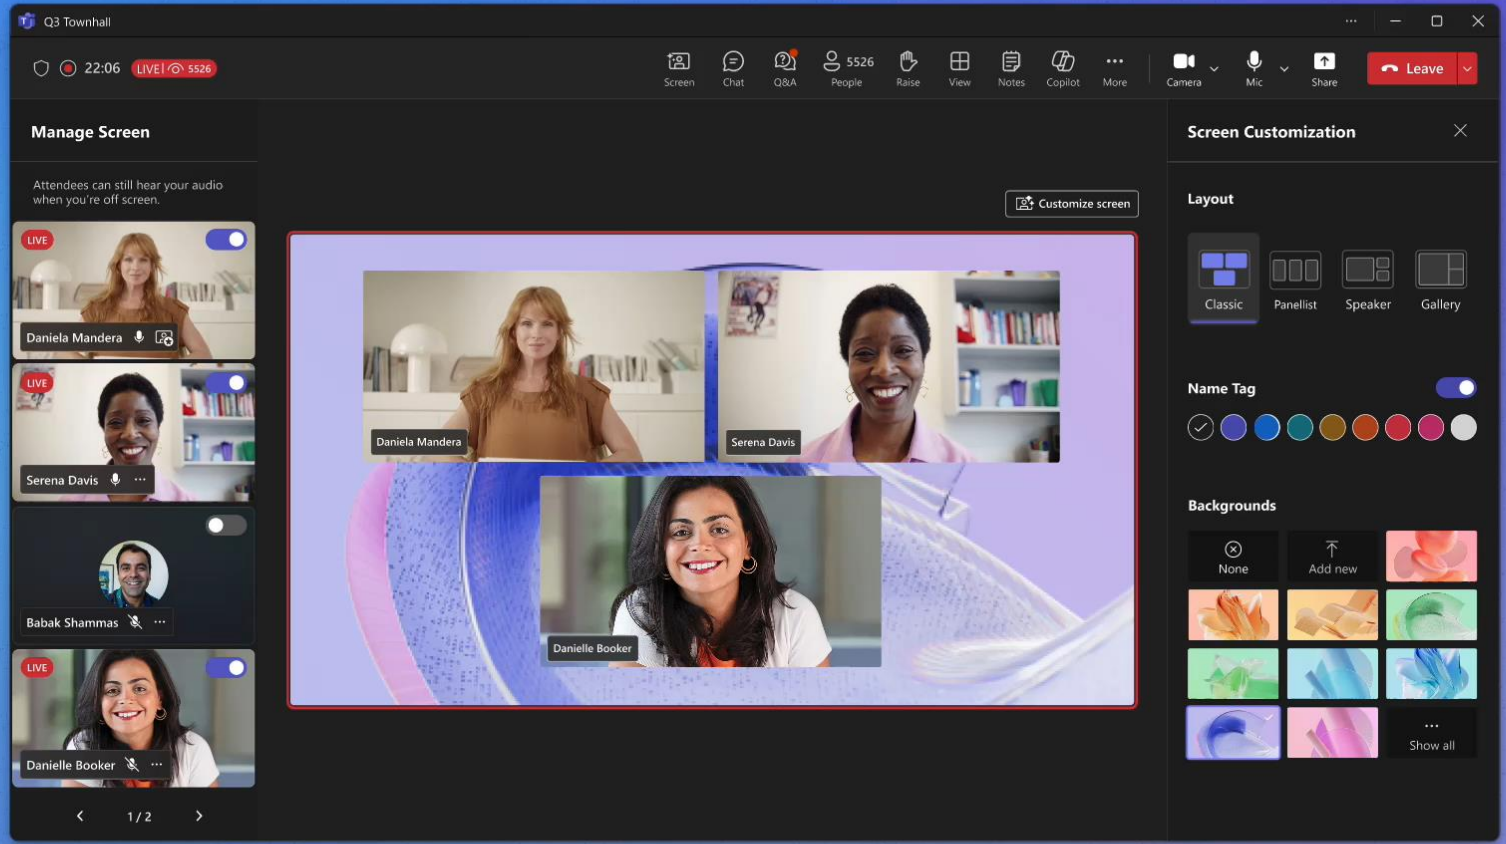 Q3 Townhall
22:06
LIVE
5526
Screen
Chat
Q&A
5526
People
Raise
View
Notes
Copilot
More
Camera
Mic
Share
Leave
Manage Screen
Attendees can still hear your audio
when you're off screen.
LIVE
Daniela Mandera
LIVE
Serena Davis
Babak Shammas
LIVE
Danielle Booker
1 / 2
Customize screen
Daniela Mandera
Serena Davis
Danielle Booker
Screen Customization
Layout
Classic
Panellist
Speaker
Gallery
Name Tag
Backgrounds
None
Add new
Show all